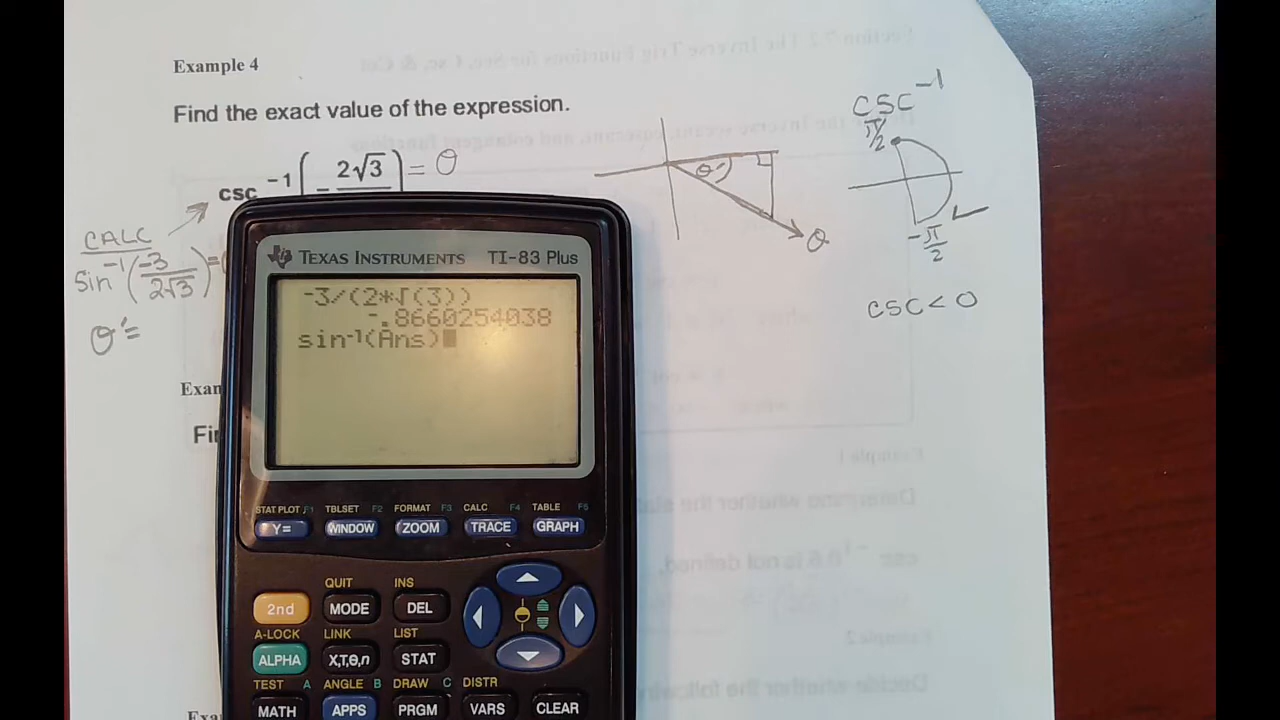 Example 4
Find the exact value of the expression.
csc⁻¹(- 2√3) = θ
CALC
sin⁻¹(-3/2√3) =
θ' =
csc⁻¹
π/2
-π/2
csc < 0
θ'
θ
TEXAS INSTRUMENTS TI-83 Plus
-3/(2*√(3))
-.8660254038
sin⁻¹(Ans)
Exam
Fin
STAT PLOT F1 TBLSET F2 FORMAT F3 CALC F4 TABLE F5
Y= WINDOW ZOOM TRACE GRAPH
QUIT INS
2nd MODE DEL
A-LOCK LINK LIST
ALPHA X,T,θ,n STAT
TEST A ANGLE B DRAW C DISTR
MATH APPS PRGM VARS CLEAR
Exa